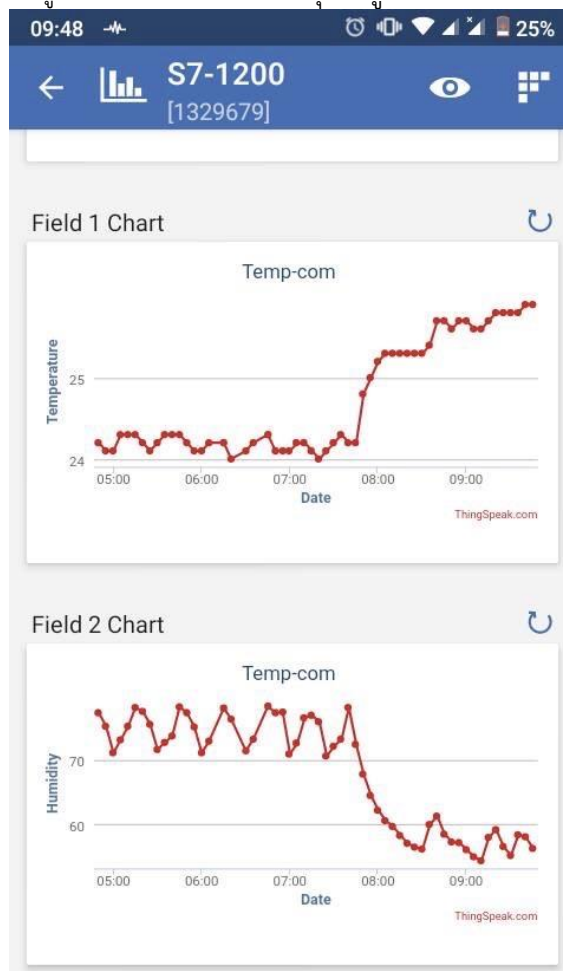 09:48
25%
S7-1200
[1329679]
Field 1 Chart
Temp-com
Temperature
25
24
05:00 06:00 07:00 08:00 09:00
Date
ThingSpeak.com
Field 2 Chart
Temp-com
Humidity
70
60
05:00 06:00 07:00 08:00 09:00
Date
ThingSpeak.com